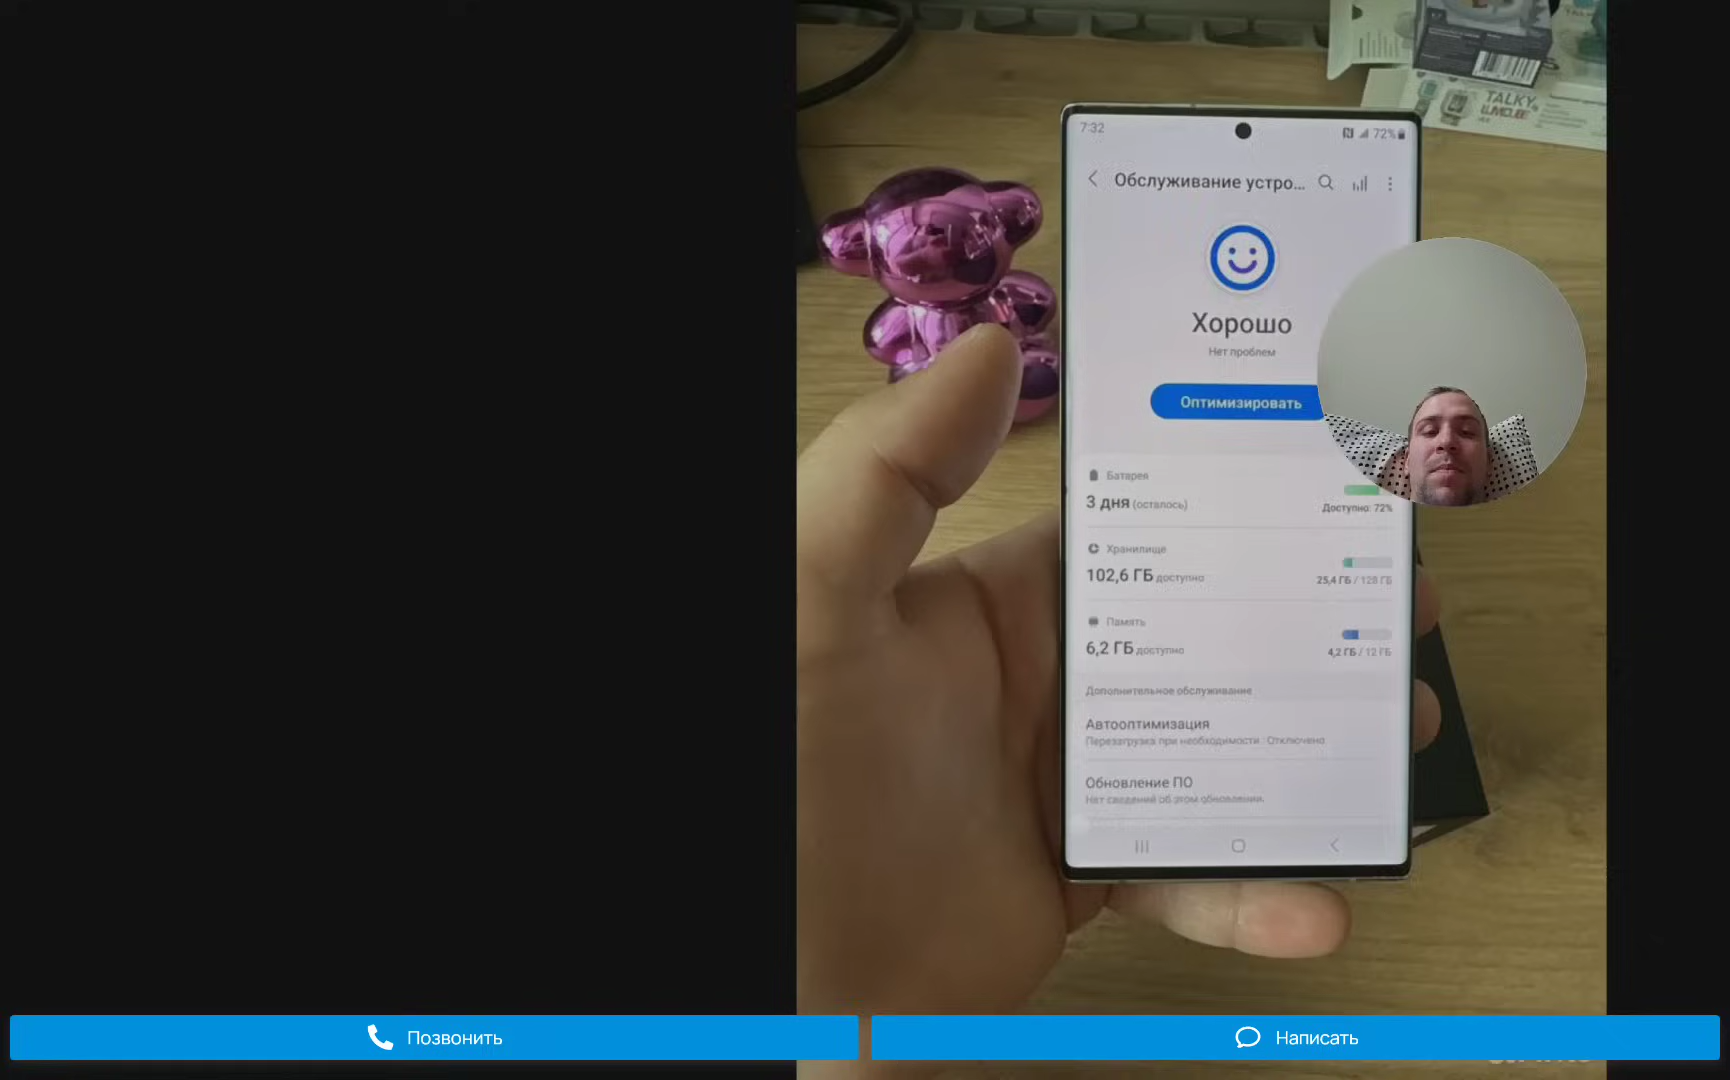 TALKY
7:32
72%
Обслуживание устро...
Хорошо
Нет проблем
Оптимизировать
Батарея
3 дня (осталось)
Доступно: 72%
Хранилище
102,6 ГБ доступно
25,4 ГБ / 128 ГБ
Память
6,2 ГБ доступно
4,2 ГБ / 12 ГБ
Дополнительное обслуживание
Автооптимизация
Перезагрузка при необходимости : Отключено
Обновление ПО
Нет сведений об этом обновлении.
Позвонить
Написать